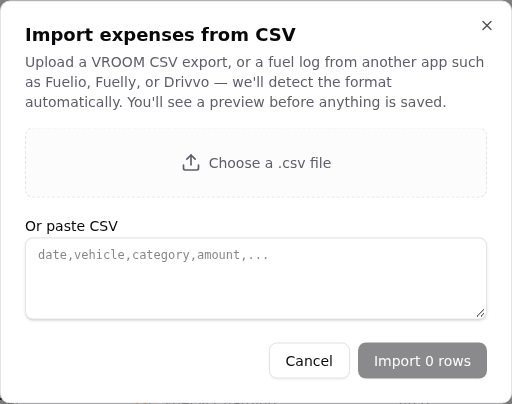 Import expenses from CSV
Upload a VROOM CSV export, or a fuel log from another app such
as Fuelio, Fuelly, or Drivvo — we'll detect the format
automatically. You'll see a preview before anything is saved.
Choose a .csv file
Or paste CSV
date,vehicle,category,amount,...
Cancel
Import 0 rows